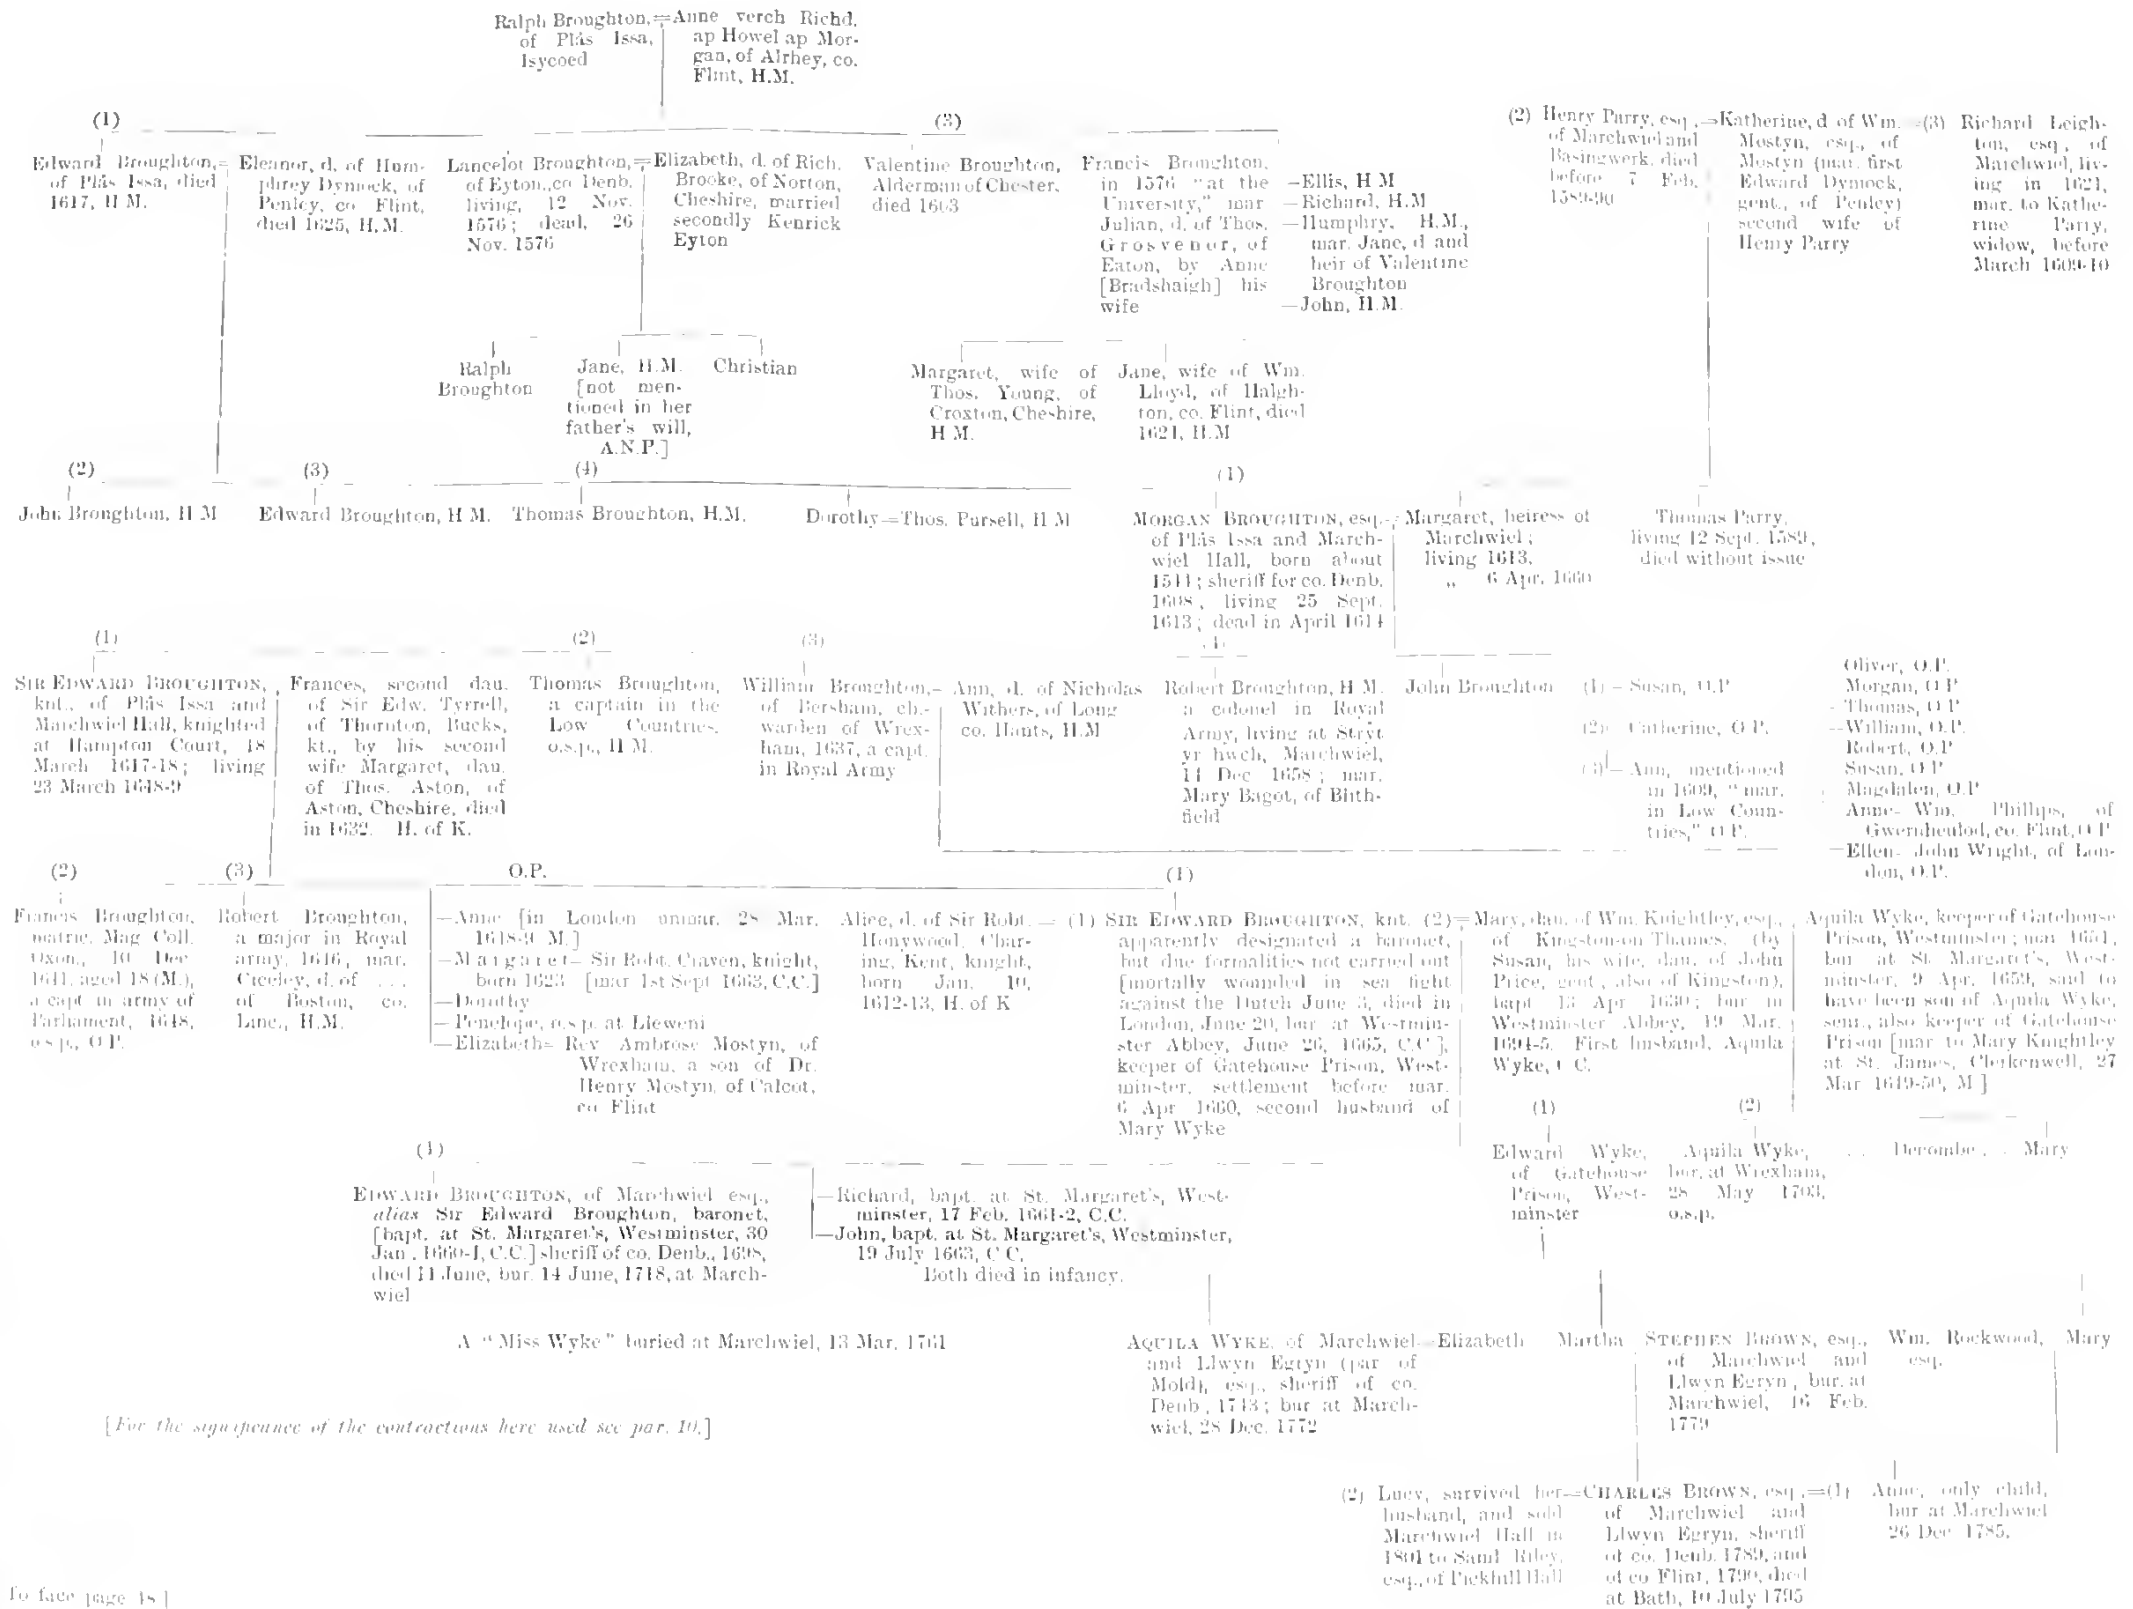 Ralph Broughton,=Anne verch Richd.
of Plâs Issa,
Isycoed
ap Howel ap Mor-
gan, of Alrhey, co.
Flint, H.M.
(1)
(3)
Edward Broughton,=
of Plâs Issa, died
1617, H M.
Eleanor, d. of Hum-
phrey Dymock, of
Penley, co Flint,
died 1625, H.M.
Lancelot Broughton,=
of Eyton, co Denb.
living, 12 Nov.
1576; dead, 26
Nov. 1576
Elizabeth, d. of Rich.
Brooke, of Norton,
Cheshire, married
secondly Kenrick
Eyton
Valentine Broughton,
Alderman of Chester,
died 1603
Francis Broughton,
in 1576 "at the
University," mar
Julian, d. of Thos.
Grosvenor, of
Eaton, by Anne
[Bradshaigh] his
wife
—Ellis, H M
—Richard, H.M
—Humphry, H.M.,
mar. Jane, d and
heir of Valentine
Broughton
—John, H.M.
(2) Henry Parry, esq.,=
of Marchwiel and
Basingwerk, died
before 7 Feb.
1589-90
Katherine, d of Wm.
Mostyn, esq., of
Mostyn (mar. first
Edward Dymock,
gent., of Penley)
second wife of
Henry Parry
=(3) Richard Leigh-
ton, esq., of
Marchwiel, liv-
ing in 1621,
mar. to Kathe-
rine Parry,
widow, before
March 1609-10
Ralph
Broughton
Jane, H.M.
[not men-
tioned in her
father's will,
A.N.P.]
Christian
Margaret, wife of
Thos. Young, of
Croxton, Cheshire,
H M.
Jane, wife of Wm.
Lloyd, of Halgh-
ton, co. Flint, died
1621, H.M
(2)
(3)
(4)
(1)
John Broughton, H M
Edward Broughton, H M.
Thomas Broughton, H.M.
Dorothy=Thos. Pursell, H M
MORGAN BROUGHTON, esq.
of Plâs Issa and March-
wiel Hall, born about
1544; sheriff for co. Denb.
1608, living 25 Sept.
1613; dead in April 1614
Margaret, heiress of
Marchwiel;
living 1613,
„ 6 Apr. 1660
Thomas Parry,
living 12 Sept. 1589,
died without issue
(1)
(2)
(3)
(4)
SIR EDWARD BROUGHTON,
knt., of Plâs Issa and
Marchwiel Hall, knighted
at Hampton Court, 18
March 1617-18; living
23 March 1648-9
Frances, second dau.
of Sir Edw. Tyrrell,
of Thornton, Bucks,
kt., by his second
wife Margaret, dau.
of Thos. Aston, of
Aston, Cheshire, died
in 1632. H. of K.
Thomas Broughton,
a captain in the
Low Countries,
o.s.p., H M.
William Broughton,
of Bersham, ch.-
warden of Wrex-
ham, 1637, a capt.
in Royal Army
Ann, d. of Nicholas
Withers, of Long
co. Hants, H.M
Robert Broughton, H M.
a colonel in Royal
Army, living at Stryt
yr hwch, Marchwiel,
14 Dec 1658; mar.
Mary Bagot, of Blith-
field
John Broughton
(1) — Susan, O.P
(2) Catherine, O P.
(3) — Ann, mentioned
in 1609, "mar.
in Low Coun-
tries," O P.
Oliver, O.P.
Morgan, O P
Thomas, O P
—William, O.P.
Robert, O.P
Susan, O P
Magdalen, O.P
Anne- Wm. Phillips, of
co. Flint, O P
—Ellen- John Wright, of Lon-
don, O.P.
(2)
(3)
O.P.
(1)
Francis Broughton,
matric. Mag Coll.
Oxon., 10 Dec
1641, aged 18 (M.),
a capt in army of
Parliament, 1648,
o.s.p., O P.
Robert Broughton,
a major in Royal
army, 1646, mar.
Ciceley, d. of ...
of Boston, co.
Linc., H.M.
—Anne [in London unmar. 28 Mar.
1648-9 M.]
—Margaret— Sir Robt. Craven, knight,
born 1623 [mar 1st Sept 1663, C.C.]
—Dorothy
—Penelope, o.s.p. at Lleweni
—Elizabeth= Rev Ambrose Mostyn, of
Wrexham, a son of Dr.
Henry Mostyn, of Calcot,
co Flint
Alice, d. of Sir Robt. =
Honywood, Char-
ing, Kent, knight,
born Jan. 10,
1612-13, H. of K
(1) SIR EDWARD BROUGHTON, knt. (2)=
apparently designated a baronet,
but due formalities not carried out
[mortally wounded in sea fight
against the Dutch June 3, died in
London, June 20, bur. at Westmin-
ster Abbey, June 26, 1665, C.C.],
keeper of Gatehouse Prison, West-
minster, settlement before mar.
6 Apr 1660, second husband of
Mary Wyke
Mary, dau. of Wm. Knightley, esq.,
of Kingston-on Thames, (by
Susan, his wife, dau. of John
Price, gent., also of Kingston),
bapt 13 Apr 1630; bur in
Westminster Abbey, 19 Mar.
1694-5. First husband, Aquila
Wyke, C C.
Aquila Wyke, keeper of Gatehouse
Prison, Westminster; mar 1651,
bur at St. Margaret's, West-
minster, 9 Apr. 1659, said to
have been son of Aquila Wyke,
senr., also keeper of Gatehouse
Prison [mar to Mary Knightley
at St. James, Clerkenwell, 27
Mar 1649-50, M ]
(1)
(2)
Edward Wyke,
of Gatehouse
Prison, West-
minster
Aquila Wyke,
bur. at Wrexham,
28 May 1703,
o.s.p.
Decombe
Mary
(1)
EDWARD BROUGHTON, of Marchwiel esq.,
alias Sir Edward Broughton, baronet,
[bapt. at St. Margaret's, Westminster, 30
Jan. 1660-1, C.C.] sheriff of co. Denb., 1698,
died 11 June, bur. 14 June, 1718, at March-
wiel
—Richard, bapt. at St. Margaret's, West-
minster, 17 Feb. 1661-2, C.C.
—John, bapt. at St. Margaret's, Westminster,
19 July 1663, C C.
Both died in infancy.
A "Miss Wyke" buried at Marchwiel, 13 Mar. 1761
AQUILA WYKE, of Marchwiel
and Llwyn Egryn (par of
Mold), esq., sheriff of co.
Denb., 1743; bur at March-
wiel, 28 Dec. 1772
Elizabeth
Martha
STEPHEN BROWN, esq.,
of Marchwiel and
Llwyn Egryn, bur. at
Marchwiel, 16 Feb.
1779
Wm. Rockwood,
esq.
Mary
[For the significance of the contractions here used see par. 10.]
(2) Lucy, survived her=
husband, and sold
Marchwiel Hall in
1801 to Saml Riley,
esq., of Pickhill Hall
CHARLES BROWN, esq.,=(1)
of Marchwiel and
Llwyn Egryn, sheriff
of co. Denb. 1789, and
of co Flint, 1790, died
at Bath, 10 July 1795
Anne, only child,
bur at Marchwiel
26 Dec 1785.
To face page 48]